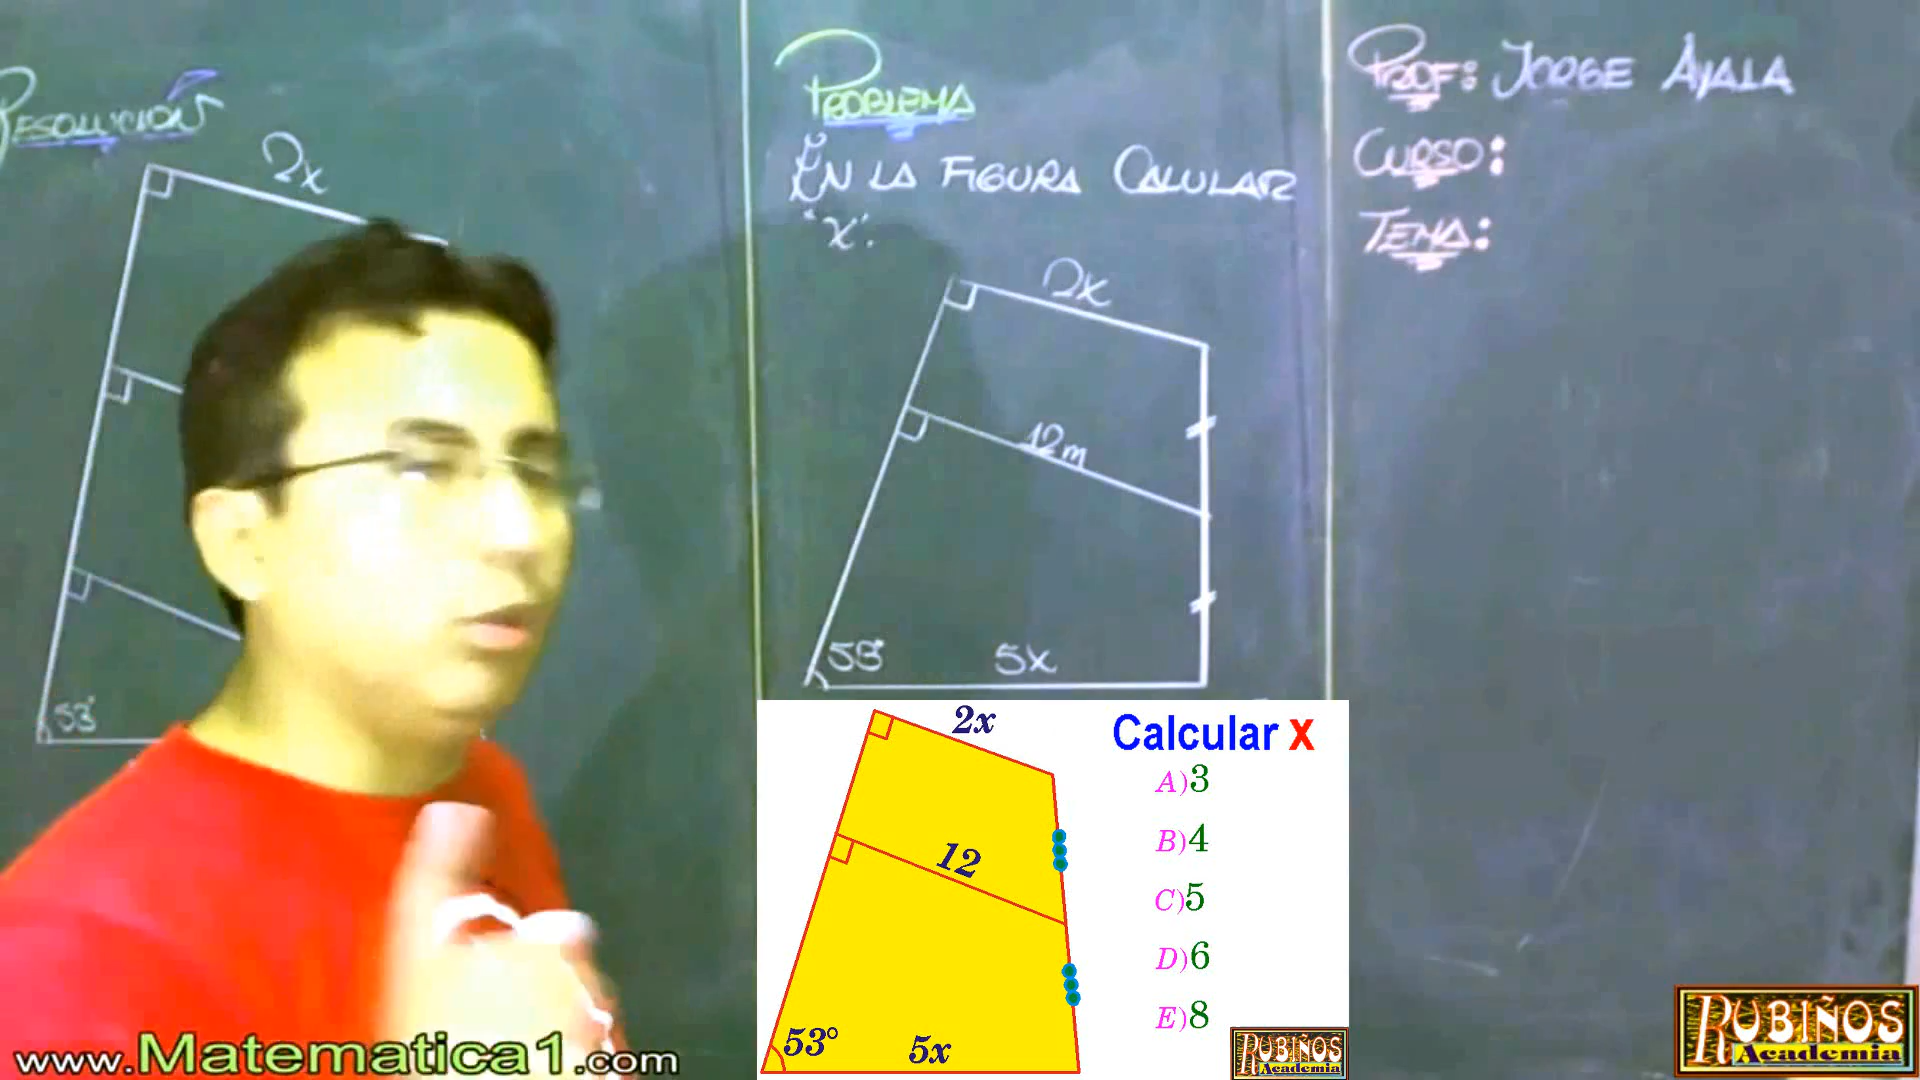 RESOLUCIÓN
2x
53°
PROBLEMA
EN LA FIGURA CALULAR
"x".
2x
12m
53°
5x
PROF: JORGE AYALA
CURSO:
TEMA:
2x
12
53°
5x
Calcular x
A)3
B)4
C)5
D)6
E)8
RUBIÑOS
Academia
www.Matematica1.com
RUBIÑOS
Academia